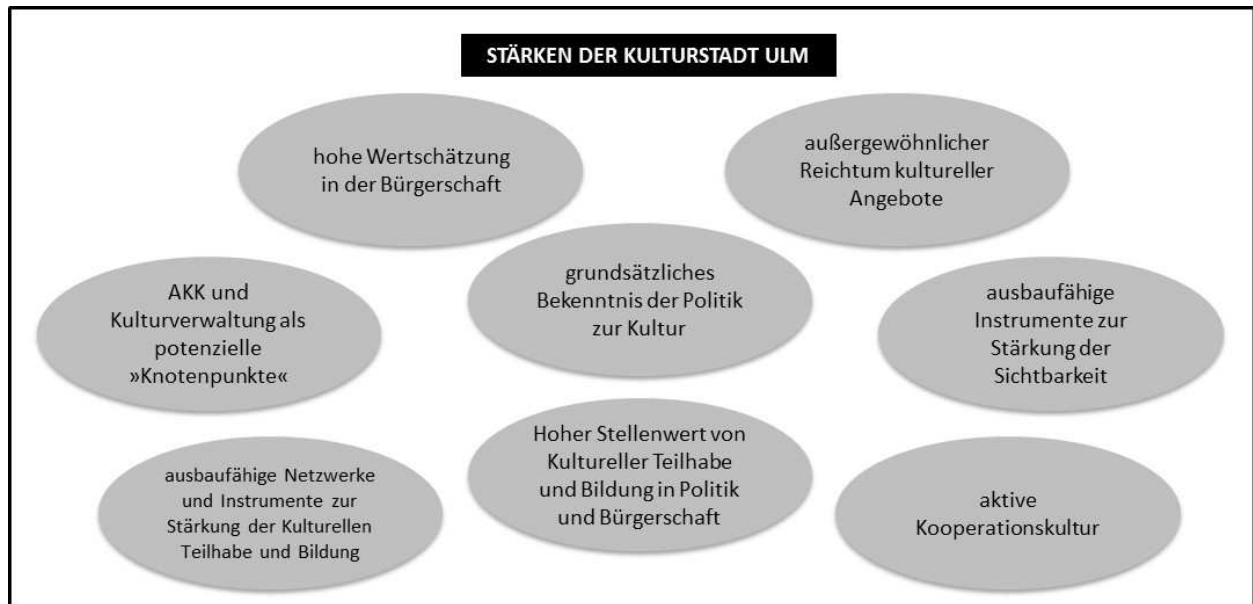 STÄRKEN DER KULTURSTADT ULM
hohe Wertschätzung
in der Bürgerschaft
außergewöhnlicher
Reichtum kultureller
Angebote
AKK und
Kulturverwaltung als
potenzielle
»Knotenpunkte«
grundsätzliches
Bekenntnis der Politik
zur Kultur
ausbaufähige
Instrumente zur
Stärkung der
Sichtbarkeit
ausbaufähige Netzwerke
und Instrumente zur
Stärkung der Kulturellen
Teilhabe und Bildung
Hoher Stellenwert von
Kultureller Teilhabe
und Bildung in Politik
und Bürgerschaft
aktive
Kooperationskultur